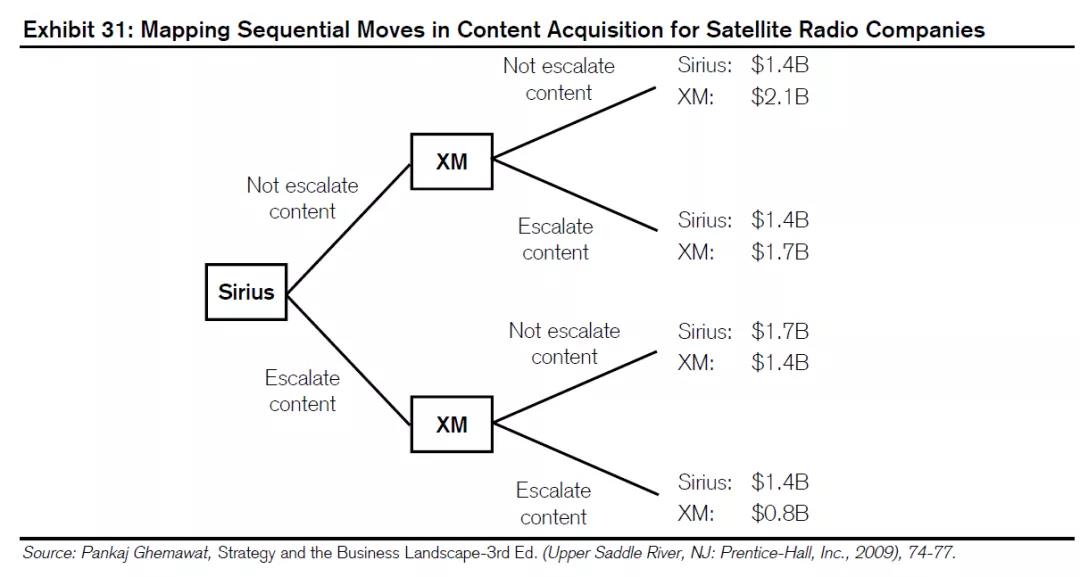 Exhibit 31: Mapping Sequential Moves in Content Acquisition for Satellite Radio Companies
Not escalate
content
Sirius: $1.4B
XM: $2.1B
XM
Not escalate
content
Escalate
content
Sirius: $1.4B
XM: $1.7B
Sirius
Not escalate
content
Sirius: $1.7B
XM: $1.4B
Escalate
content
XM
Escalate
content
Sirius: $1.4B
XM: $0.8B
Source: Pankaj Ghemawat, Strategy and the Business Landscape-3rd Ed. (Upper Saddle River, NJ: Prentice-Hall, Inc., 2009), 74-77.